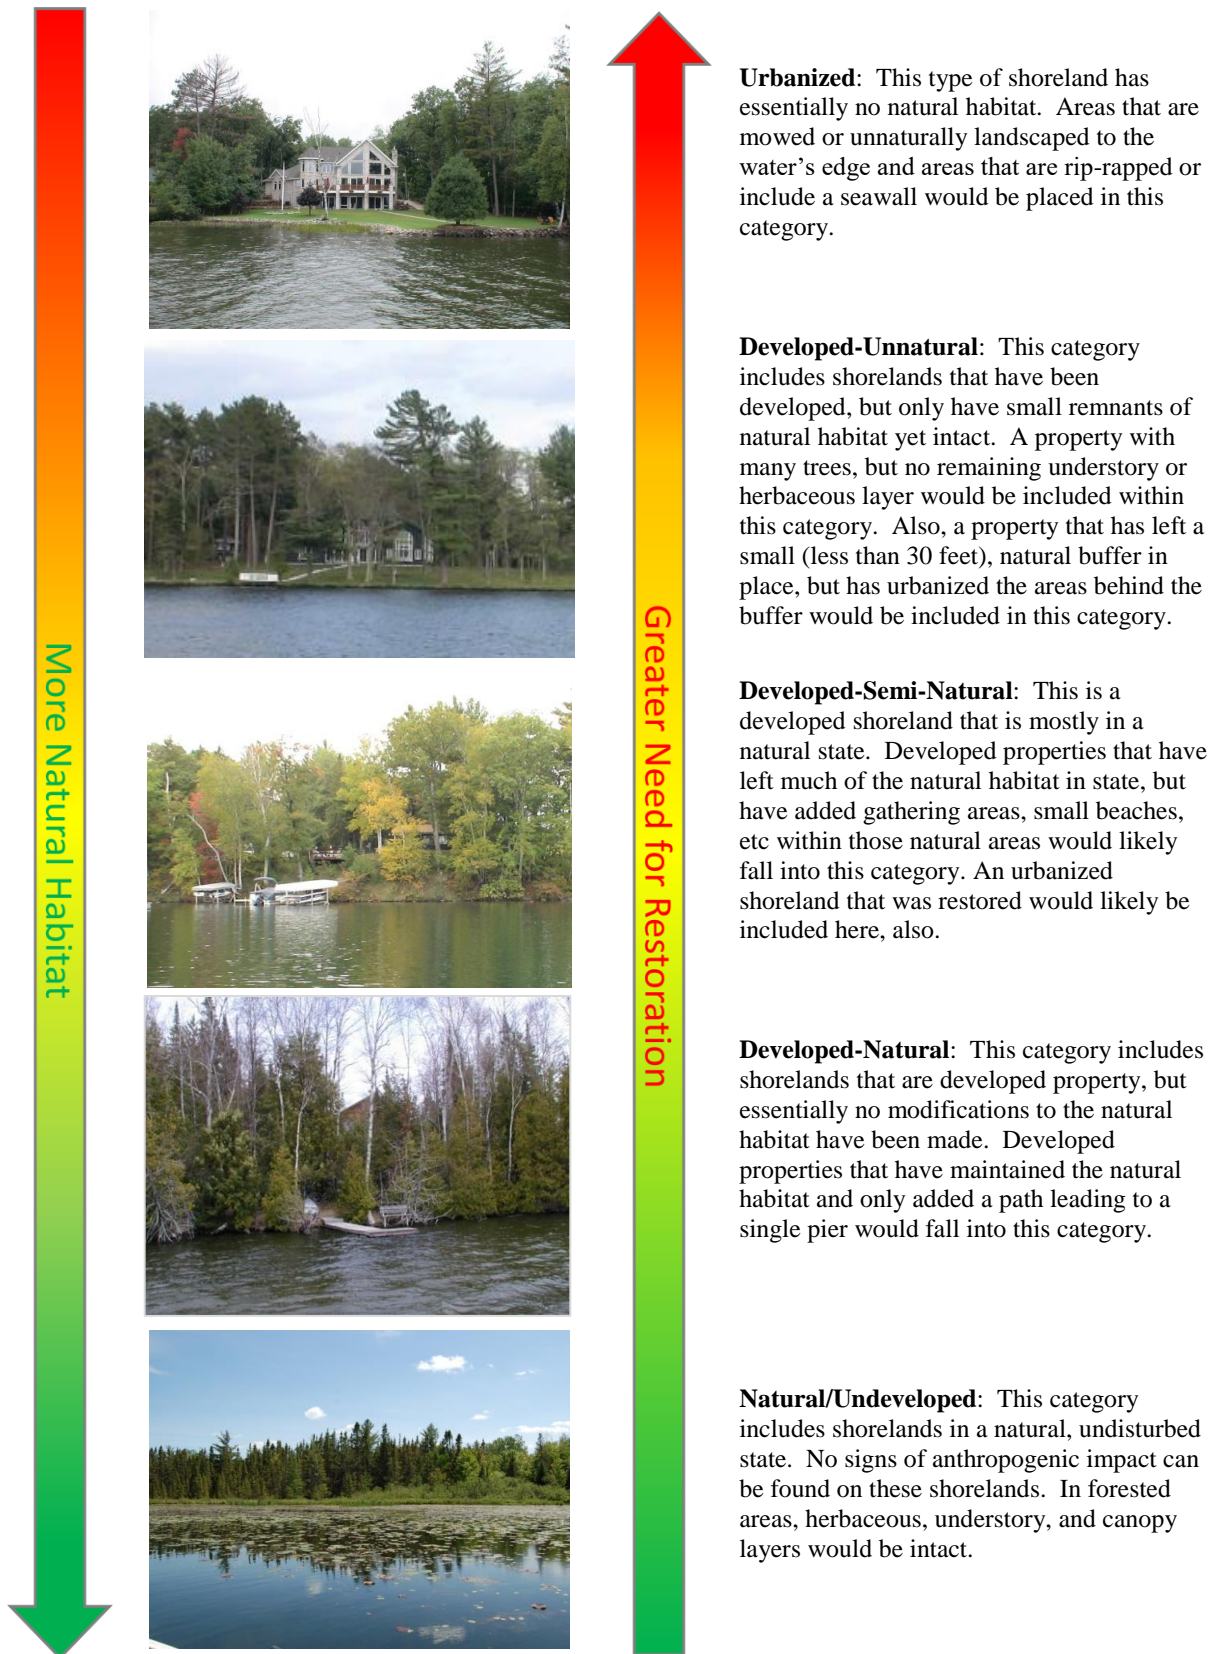 Urbanized: This type of shoreland has
essentially no natural habitat. Areas that are
mowed or unnaturally landscaped to the
water’s edge and areas that are rip-rapped or
include a seawall would be placed in this
category.
Developed-Unnatural: This category
includes shorelands that have been
developed, but only have small remnants of
natural habitat yet intact. A property with
many trees, but no remaining understory or
herbaceous layer would be included within
this category. Also, a property that has left a
small (less than 30 feet), natural buffer in
place, but has urbanized the areas behind the
buffer would be included in this category.
More Natural Habitat
Greater Need for Restoration
Developed-Semi-Natural: This is a
developed shoreland that is mostly in a
natural state. Developed properties that have
left much of the natural habitat in state, but
have added gathering areas, small beaches,
etc within those natural areas would likely
fall into this category. An urbanized
shoreland that was restored would likely be
included here, also.
Developed-Natural: This category includes
shorelands that are developed property, but
essentially no modifications to the natural
habitat have been made. Developed
properties that have maintained the natural
habitat and only added a path leading to a
single pier would fall into this category.
Natural/Undeveloped: This category
includes shorelands in a natural, undisturbed
state. No signs of anthropogenic impact can
be found on these shorelands. In forested
areas, herbaceous, understory, and canopy
layers would be intact.